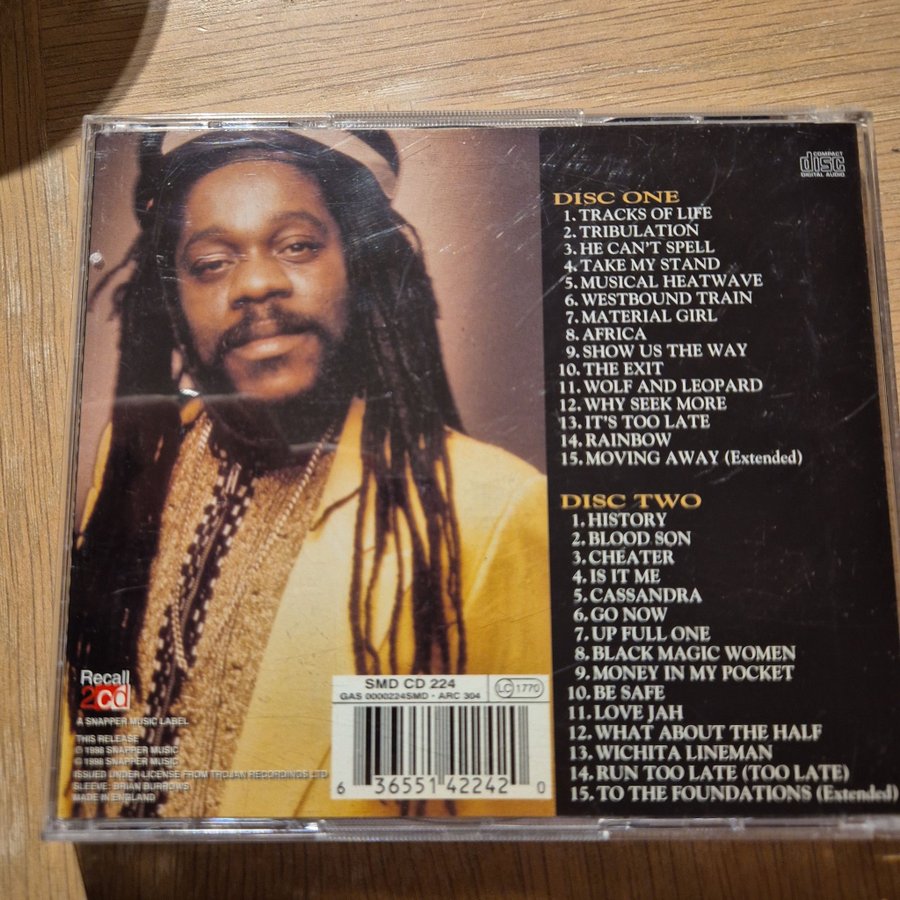 COMPACT
disc
DIGITAL AUDIO
DISC ONE
1. TRACKS OF LIFE
2. TRIBULATION
3. HE CAN'T SPELL
4. TAKE MY STAND
5. MUSICAL HEATWAVE
6. WESTBOUND TRAIN
7. MATERIAL GIRL
8. AFRICA
9. SHOW US THE WAY
10. THE EXIT
11. WOLF AND LEOPARD
12. WHY SEEK MORE
13. IT'S TOO LATE
14. RAINBOW
15. MOVING AWAY (Extended)
DISC TWO
1. HISTORY
2. BLOOD SON
3. CHEATER
4. IS IT ME
5. CASSANDRA
6. GO NOW
7. UP FULL ONE
8. BLACK MAGIC WOMEN
9. MONEY IN MY POCKET
10. BE SAFE
11. LOVE JAH
12. WHAT ABOUT THE HALF
13. WICHITA LINEMAN
14. RUN TOO LATE (TOO LATE)
15. TO THE FOUNDATIONS (Extended)
Recall
2cd
A SNAPPER MUSIC LABEL
THIS RELEASE
℗ 1998 SNAPPER MUSIC
© 1998 SNAPPER MUSIC
ISSUED UNDER LICENSE FROM TROJAN RECORDINGS LTD
SLEEVE: BRIAN BURROWS
MADE IN ENGLAND
SMD CD 224
GAS 0000224SMD · ARC 304
LC 1770
6 36551 42242 0